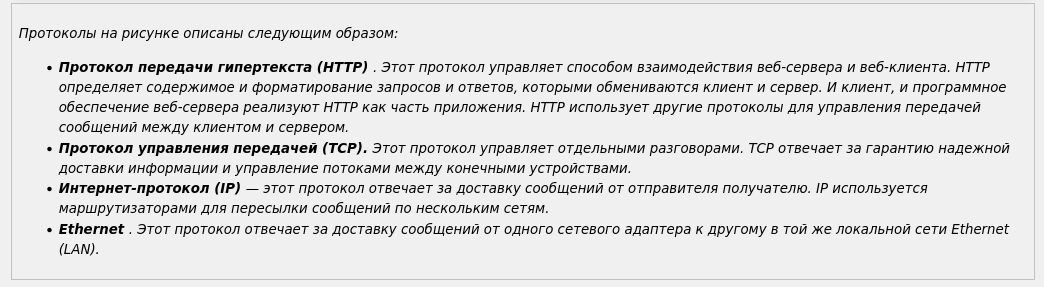 Протоколы на рисунке описаны следующим образом:
• Протокол передачи гипертекста (HTTP) . Этот протокол управляет способом взаимодействия веб-сервера и веб-клиента. HTTP
определяет содержимое и форматирование запросов и ответов, которыми обмениваются клиент и сервер. И клиент, и программное
обеспечение веб-сервера реализуют HTTP как часть приложения. HTTP использует другие протоколы для управления передачей
сообщений между клиентом и сервером.
• Протокол управления передачей (TCP). Этот протокол управляет отдельными разговорами. TCP отвечает за гарантию надежной
доставки информации и управление потоками между конечными устройствами.
• Интернет-протокол (IP) — этот протокол отвечает за доставку сообщений от отправителя получателю. IP используется
маршрутизаторами для пересылки сообщений по нескольким сетям.
• Ethernet . Этот протокол отвечает за доставку сообщений от одного сетевого адаптера к другому в той же локальной сети Ethernet
(LAN).